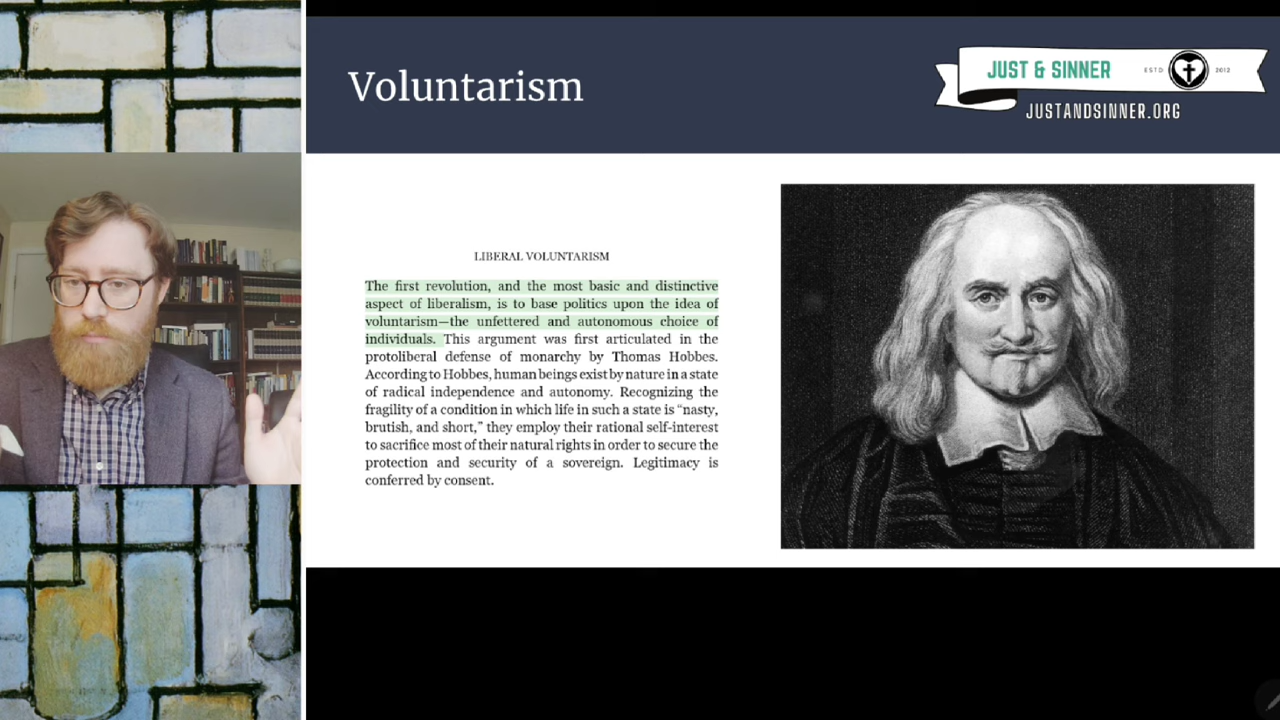 Voluntarism
JUST & SINNER
ESTD
2012
JUSTANDSINNER.ORG
LIBERAL VOLUNTARISM
The first revolution, and the most basic and distinctive
aspect of liberalism, is to base politics upon the idea of
voluntarism—the unfettered and autonomous choice of
individuals. This argument was first articulated in the
protoliberal defense of monarchy by Thomas Hobbes.
According to Hobbes, human beings exist by nature in a state
of radical independence and autonomy. Recognizing the
fragility of a condition in which life in such a state is “nasty,
brutish, and short,” they employ their rational self-interest
to sacrifice most of their natural rights in order to secure the
protection and security of a sovereign. Legitimacy is
conferred by consent.